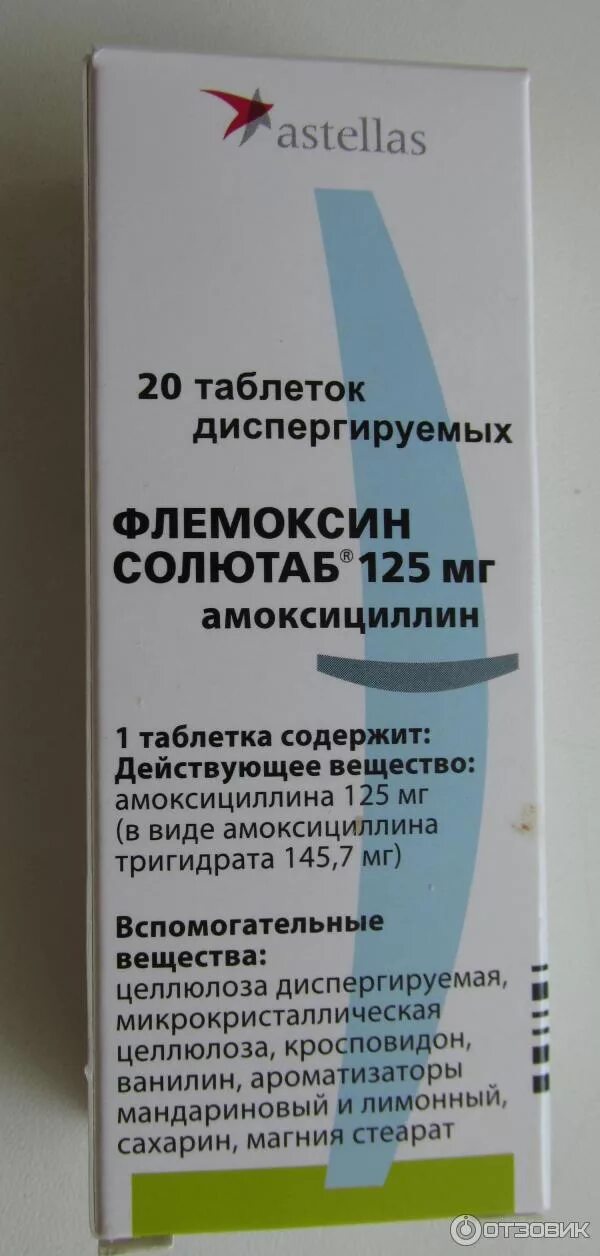 astellas
20 таблеток
диспергируемых
ФЛЕМОКСИН
СОЛЮТАБ® 125 мг
амоксициллин
1 таблетка содержит:
Действующее вещество:
амоксициллина 125 мг
(в виде амоксициллина
тригидрата 145,7 мг)
Вспомогательные
вещества:
целлюлоза диспергируемая,
микрокристаллическая
целлюлоза, кросповидон,
ванилин, ароматизаторы
мандариновый и лимонный,
сахарин, магния стеарат
ОТЗОВИК